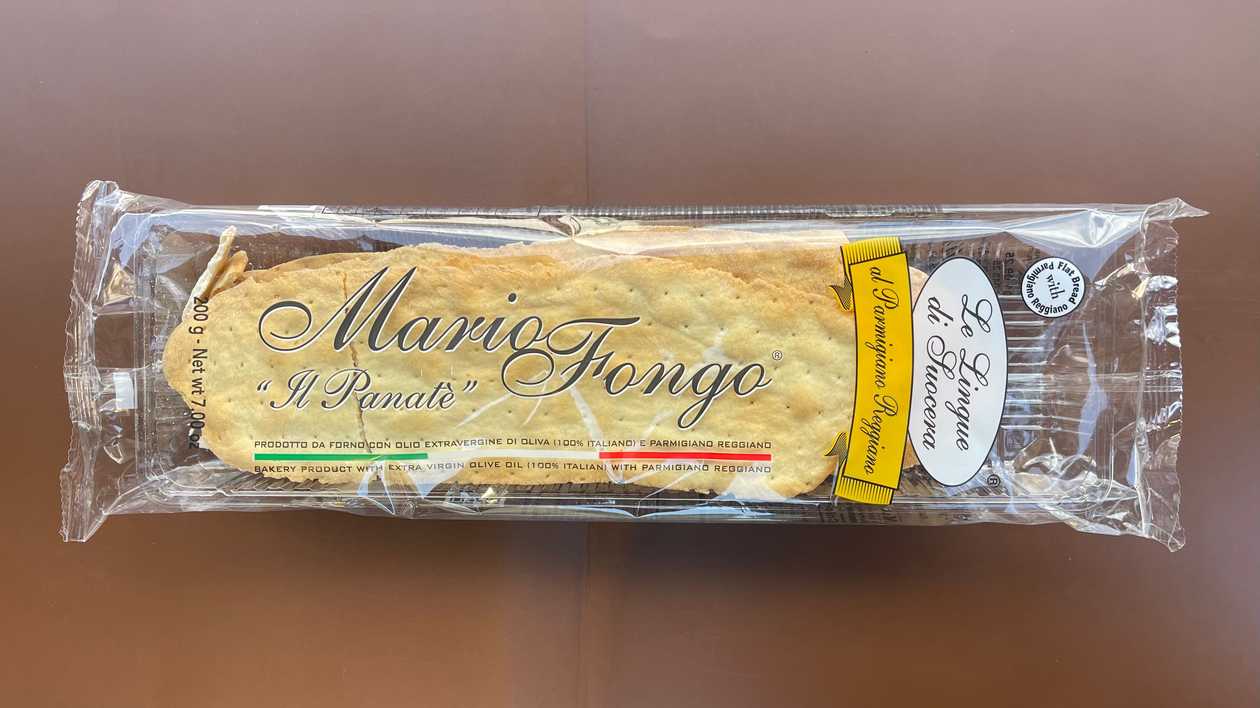 Mario Fongo®
"Il Panatè"
PRODOTTO DA FORNO CON OLIO EXTRAVERGINE DI OLIVA (100% ITALIANO) E PARMIGIANO REGGIANO
BAKERY PRODUCT WITH EXTRA VIRGIN OLIVE OIL (100% ITALIAN) WITH PARMIGIANO REGGIANO
200 g - Net wt 7,00 oz
al Parmigiano Reggiano
Le Lingue
di Suocera®
Flat Bread
with
Parmigiano Reggiano